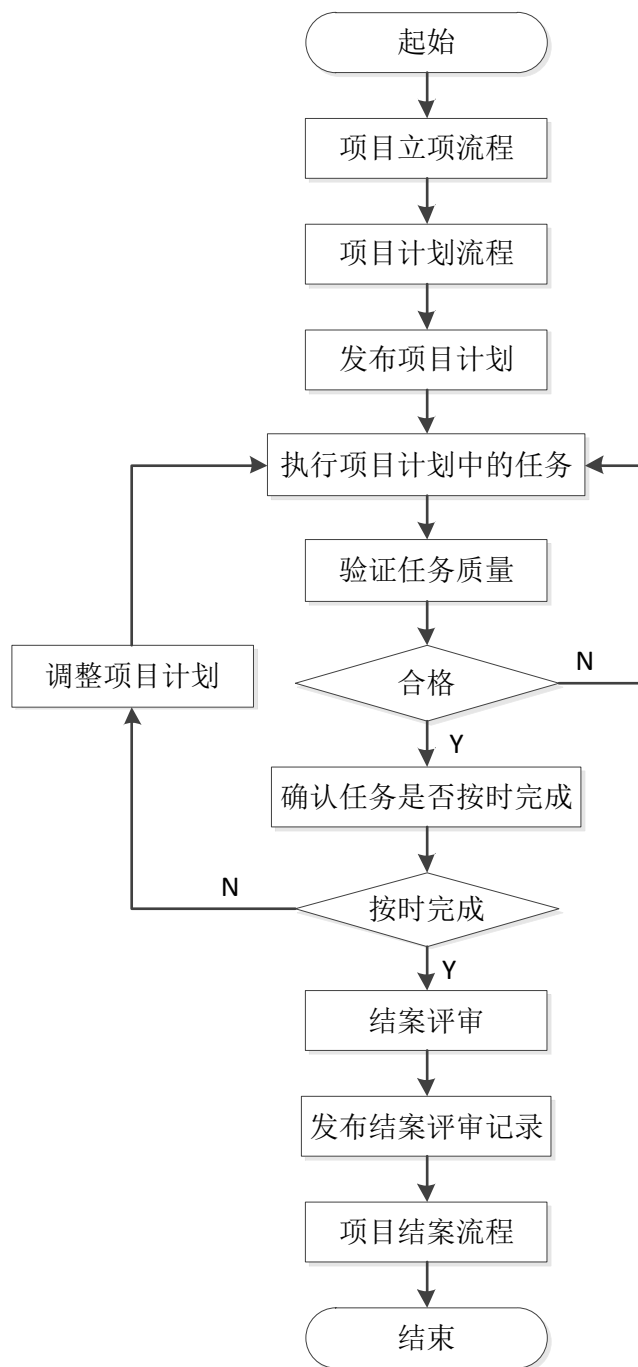 起始
项目立项流程
项目计划流程
发布项目计划
执行项目计划中的任务
验证任务质量
调整项目计划
合格
N
Y
确认任务是否按时完成
N
按时完成
Y
结案评审
发布结案评审记录
项目结案流程
结束